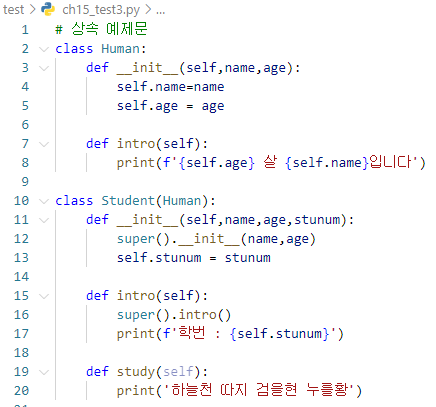 test > ch15_test3.py > ...
1 # 상속 예제문
2 class Human:
3     def __init__(self,name,age):
4         self.name=name
5         self.age = age
6
7     def intro(self):
8         print(f'{self.age} 살 {self.name}입니다')
9
10 class Student(Human):
11     def __init__(self,name,age,stunum):
12         super().__init__(name,age)
13         self.stunum = stunum
14
15     def intro(self):
16         super().intro()
17         print(f'학번 : {self.stunum}')
18
19     def study(self):
20         print('하늘천 따지 검을현 누를황')
21